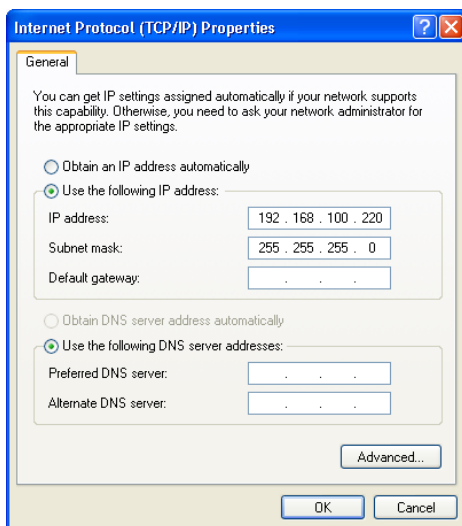 Internet Protocol (TCP/IP) Properties
General
You can get IP settings assigned automatically if your network supports
this capability. Otherwise, you need to ask your network administrator for
the appropriate IP settings.
Obtain an IP address automatically
Use the following IP address:
IP address: 192 . 168 . 100 . 220
Subnet mask: 255 . 255 . 255 . 0
Default gateway: . . .
Obtain DNS server address automatically
Use the following DNS server addresses:
Preferred DNS server: . . .
Alternate DNS server: . . .
Advanced...
OK Cancel